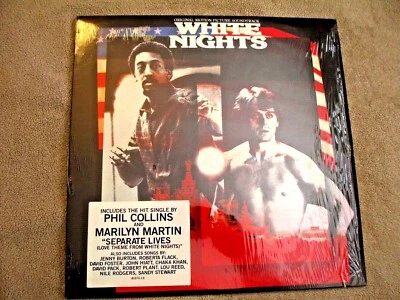 ORIGINAL MOTION PICTURE SOUNDTRACK
WHITE
NIGHTS
INCLUDES THE HIT SINGLE BY
PHIL COLLINS
AND
MARILYN MARTIN
"SEPARATE LIVES
(LOVE THEME FROM WHITE NIGHTS)"
ALSO INCLUDES SONGS BY:
JENNY BURTON, ROBERTA FLACK,
DAVID FOSTER, JOHN HIATT, CHAKA KHAN,
DAVID PACK, ROBERT PLANT, LOU REED,
NILE RODGERS, SANDY STEWART